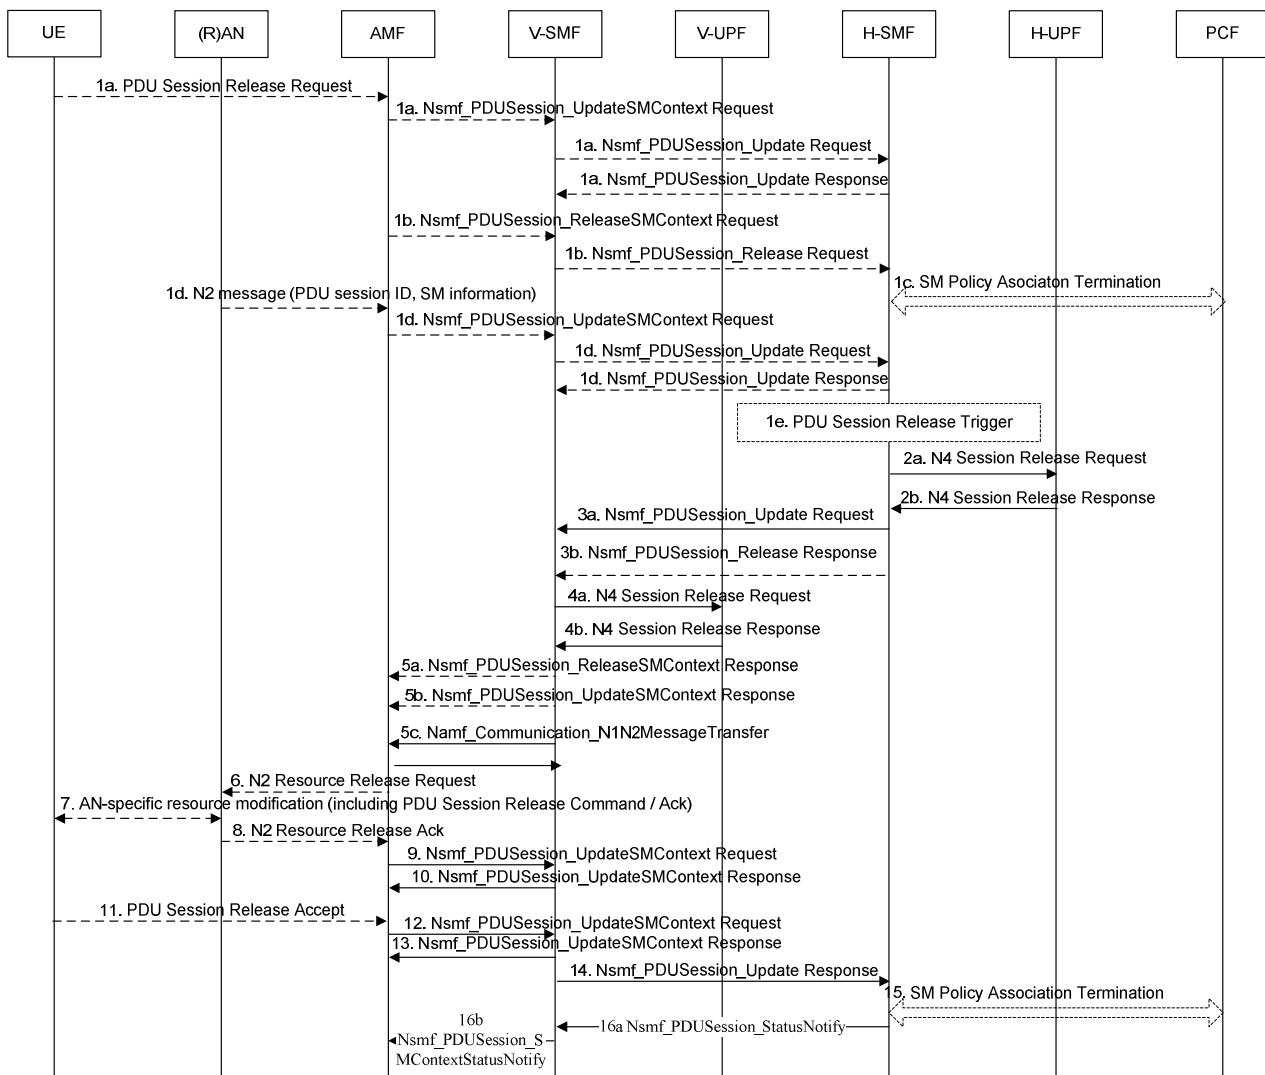 UE (R)AN AMF V-SMF V-UPF H-SMF H-UPF PCF
1a. PDU Session Release Request
1a. Nsmf_PDUSession_UpdateSMContext Request
1a. Nsmf_PDUSession_Update Request
1a. Nsmf_PDUSession_Update Response
1b. Nsmf_PDUSession_ReleaseSMContext Request
1b. Nsmf_PDUSession_Release Request
1c. SM Policy Asociaton Termination
1d. N2 message (PDU session ID, SM information)
1d. Nsmf_PDUSession_UpdateSMContext Request
1d. Nsmf_PDUSession_Update Request
1d. Nsmf_PDUSession_Update Response
1e. PDU Session Release Trigger
2a. N4 Session Release Request
2b. N4 Session Release Response
3a. Nsmf_PDUSession_Update Request
3b. Nsmf_PDUSession_Release Response
4a. N4 Session Release Request
4b. N4 Session Release Response
5a. Nsmf_PDUSession_ReleaseSMContext Response
5b. Nsmf_PDUSession_UpdateSMContext Response
5c. Namf_Communication_N1N2MessageTransfer
6. N2 Resource Release Request
7. AN-specific resource modification (including PDU Session Release Command / Ack)
8. N2 Resource Release Ack
9. Nsmf_PDUSession_UpdateSMContext Request
10. Nsmf_PDUSession_UpdateSMContext Response
11. PDU Session Release Accept
12. Nsmf_PDUSession_UpdateSMContext Request
13. Nsmf_PDUSession_UpdateSMContext Response
14. Nsmf_PDUSession_Update Response
15. SM Policy Association Termination
16a Nsmf_PDUSession_StatusNotify
16b
Nsmf_PDUSession_S
MContextStatusNotify